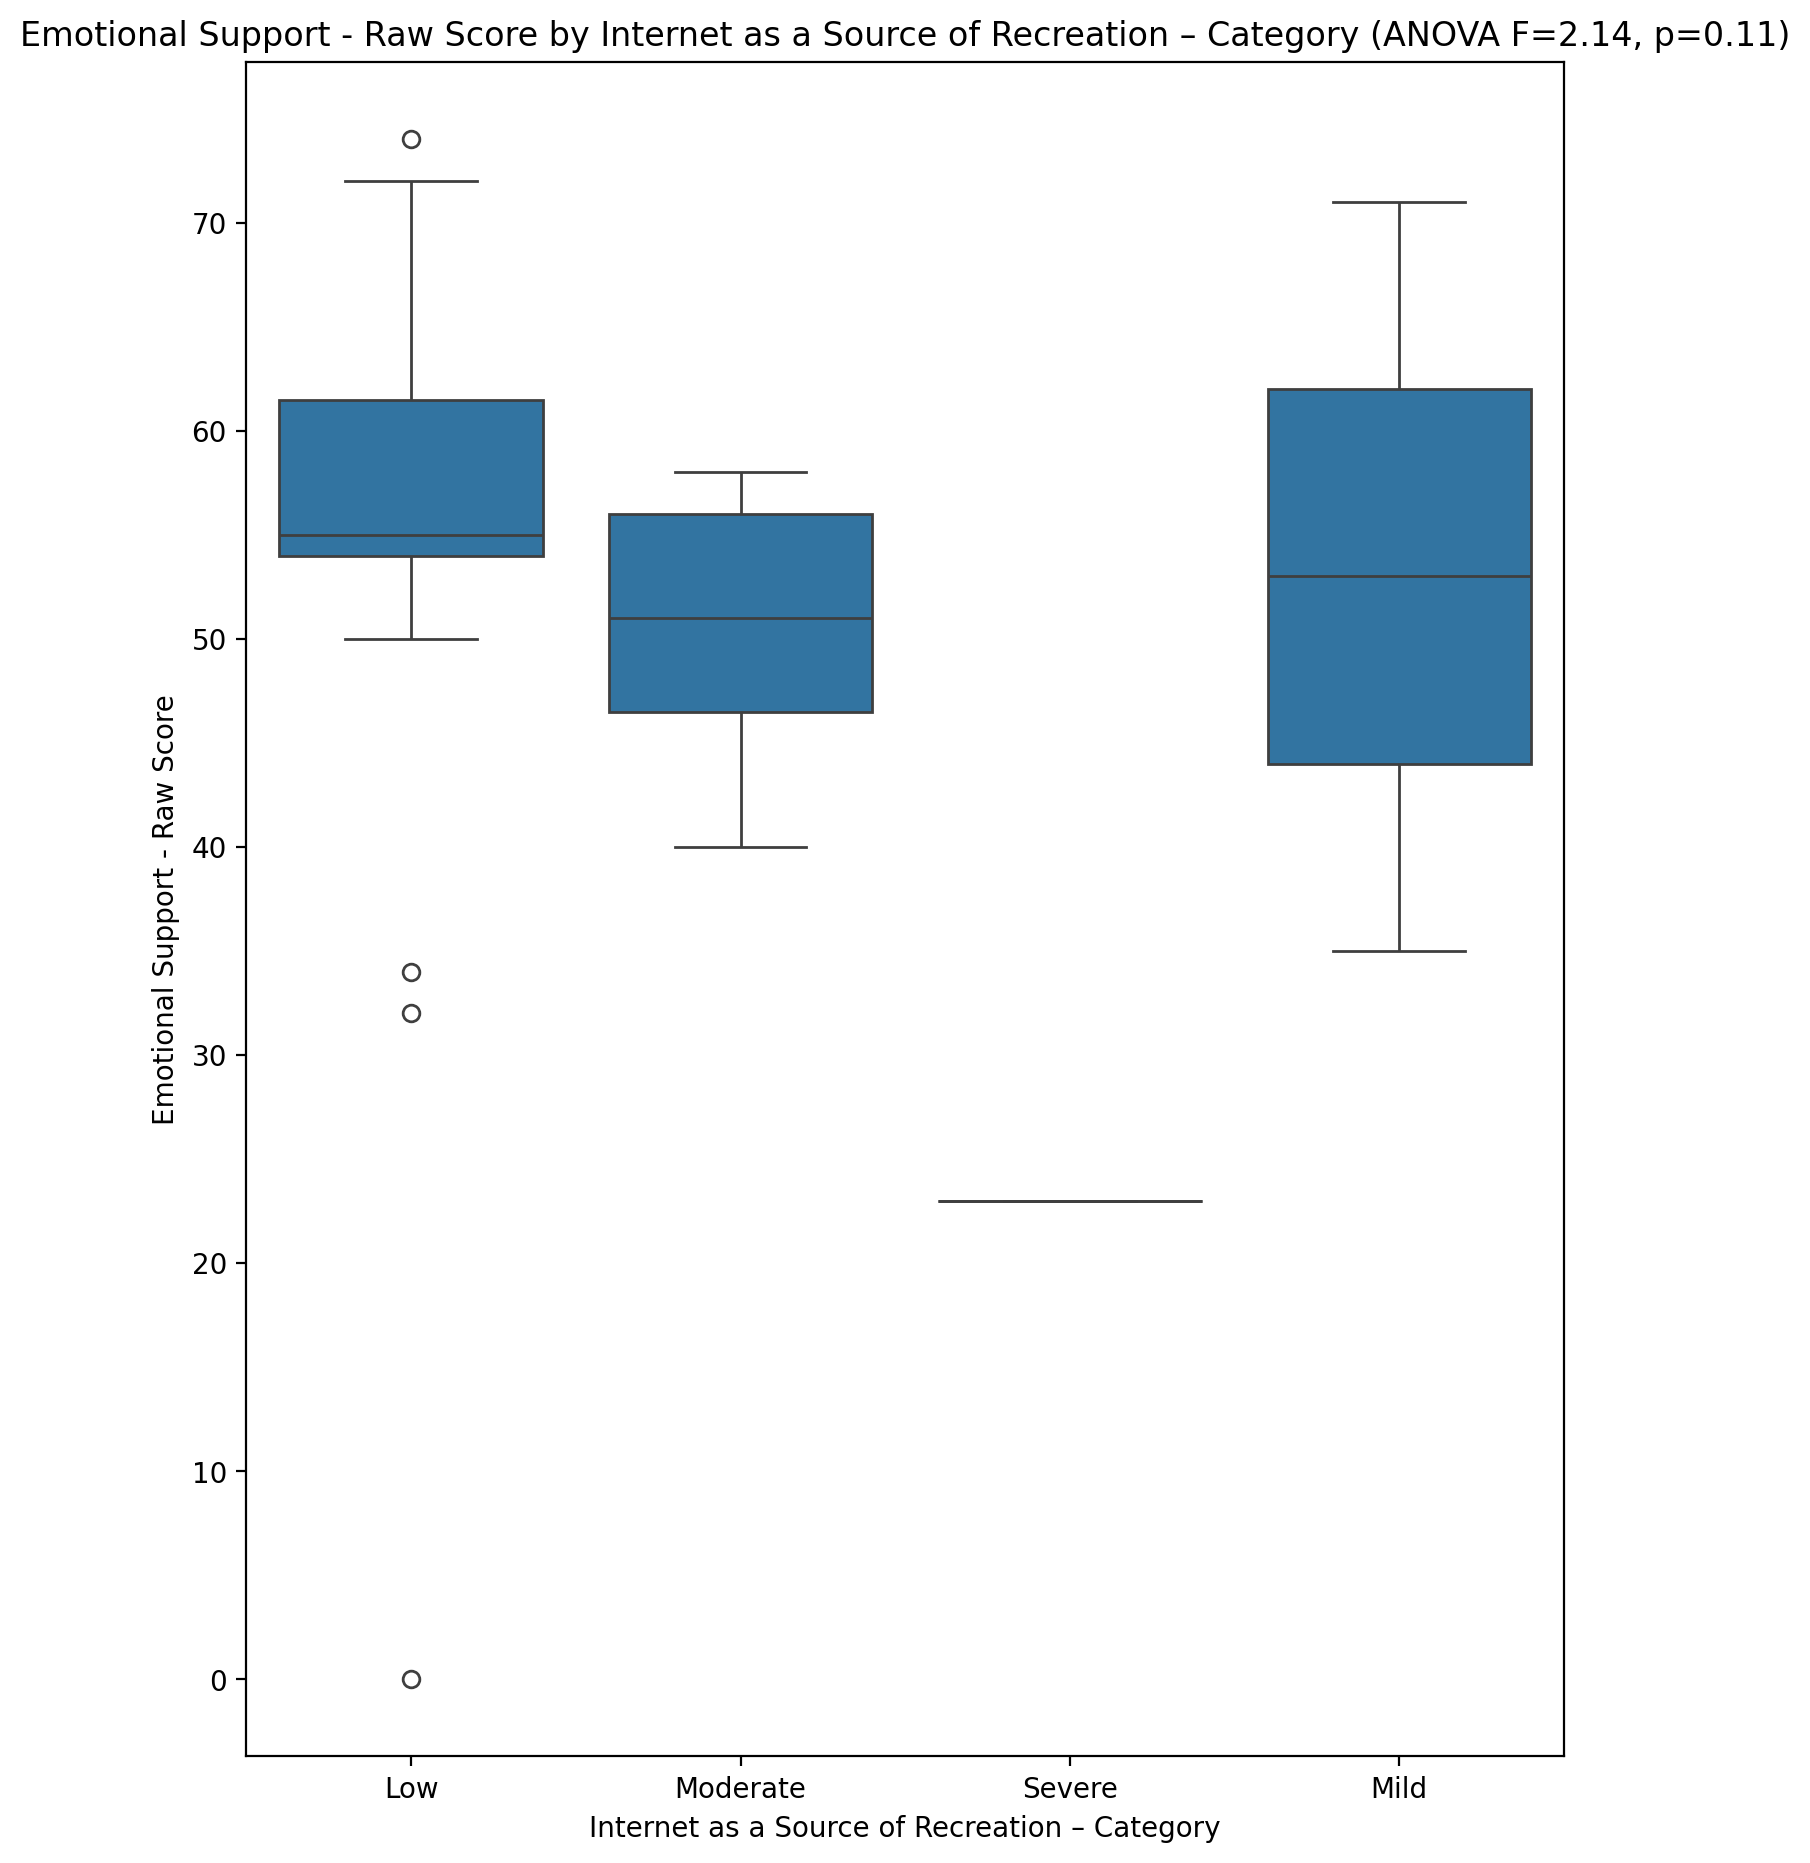 Emotional Support - Raw Score by Internet as a Source of Recreation – Category (ANOVA F=2.14, p=0.11)
Emotional Support - Raw Score
70
60
50
40
30
20
10
0
Low Moderate Severe Mild
Internet as a Source of Recreation – Category